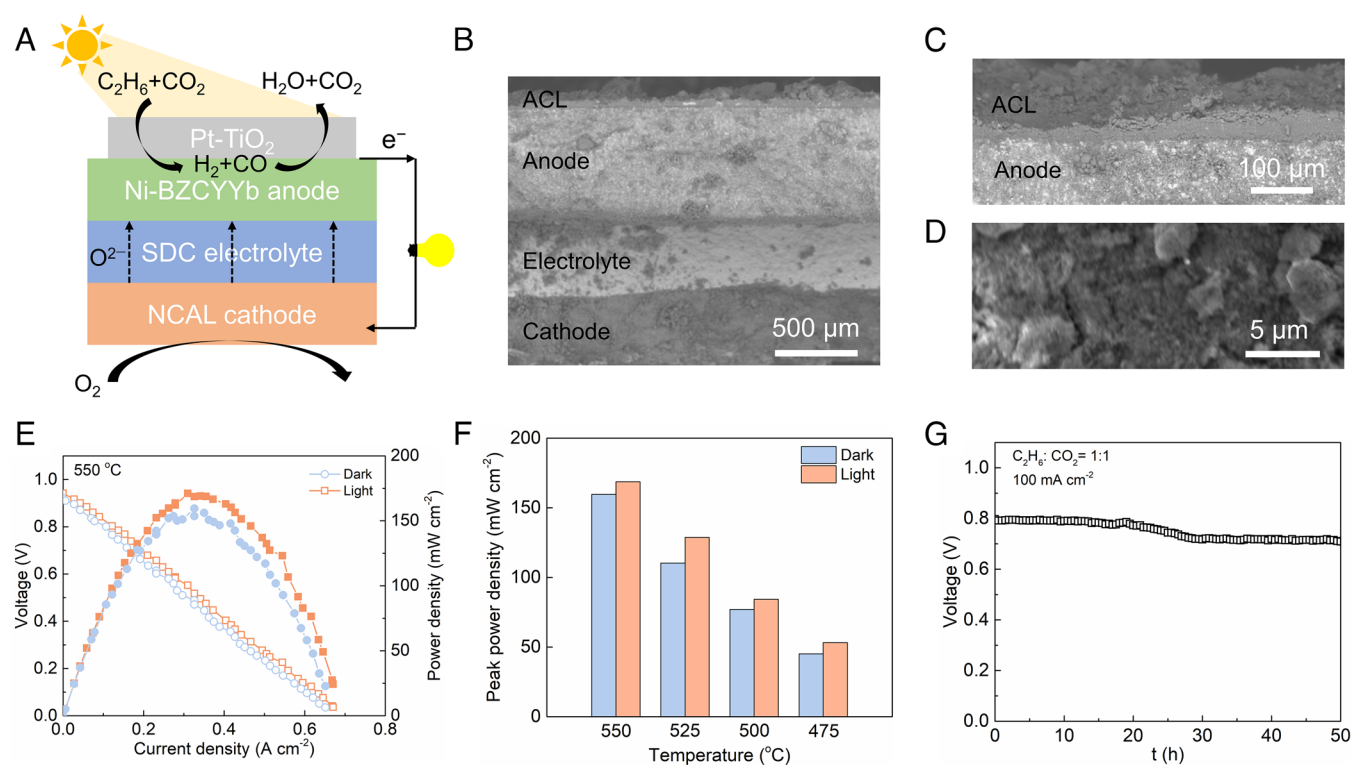 A
C₂H₆+CO₂
H₂O+CO₂
Pt-TiO₂
e⁻
H₂+CO
Ni-BZCYYb anode
O²⁻
SDC electrolyte
NCAL cathode
O₂
B
ACL
Anode
Electrolyte
Cathode
500 µm
C
ACL
Anode
100 µm
D
5 µm
E
550 °C
Dark
Light
Voltage (V)
1.0
0.8
0.6
0.4
0.2
0.0
200
150
100
50
0
Power density (mW cm⁻²)
0.0 0.2 0.4 0.6 0.8
Current density (A cm⁻²)
F
Dark
Light
Peak power density (mW cm⁻²)
200
150
100
50
0
550 525 500 475
Temperature (°C)
G
C₂H₆: CO₂= 1:1
100 mA cm⁻²
Voltage (V)
1.0
0.8
0.6
0.4
0.2
0.0
0 10 20 30 40 50
t (h)